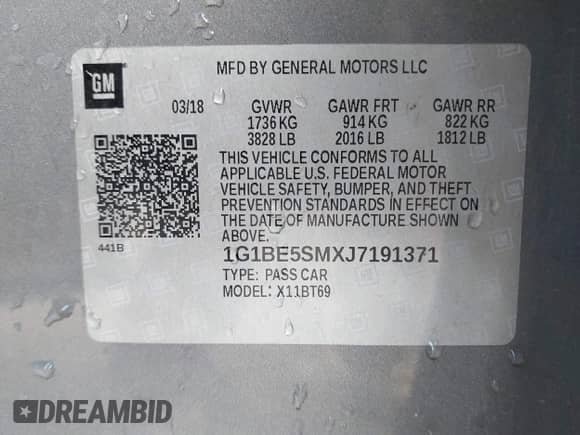 GM
MFD BY GENERAL MOTORS LLC
03/18 GVWR GAWR FRT GAWR RR
1736 KG 914 KG 822 KG
3828 LB 2016 LB 1812 LB
THIS VEHICLE CONFORMS TO ALL
APPLICABLE U.S. FEDERAL MOTOR
VEHICLE SAFETY, BUMPER, AND THEFT
PREVENTION STANDARDS IN EFFECT ON
THE DATE OF MANUFACTURE SHOWN
ABOVE.
441B
1G1BE5SMXJ7191371
TYPE: PASS CAR
MODEL: X11BT69
DREAMBID